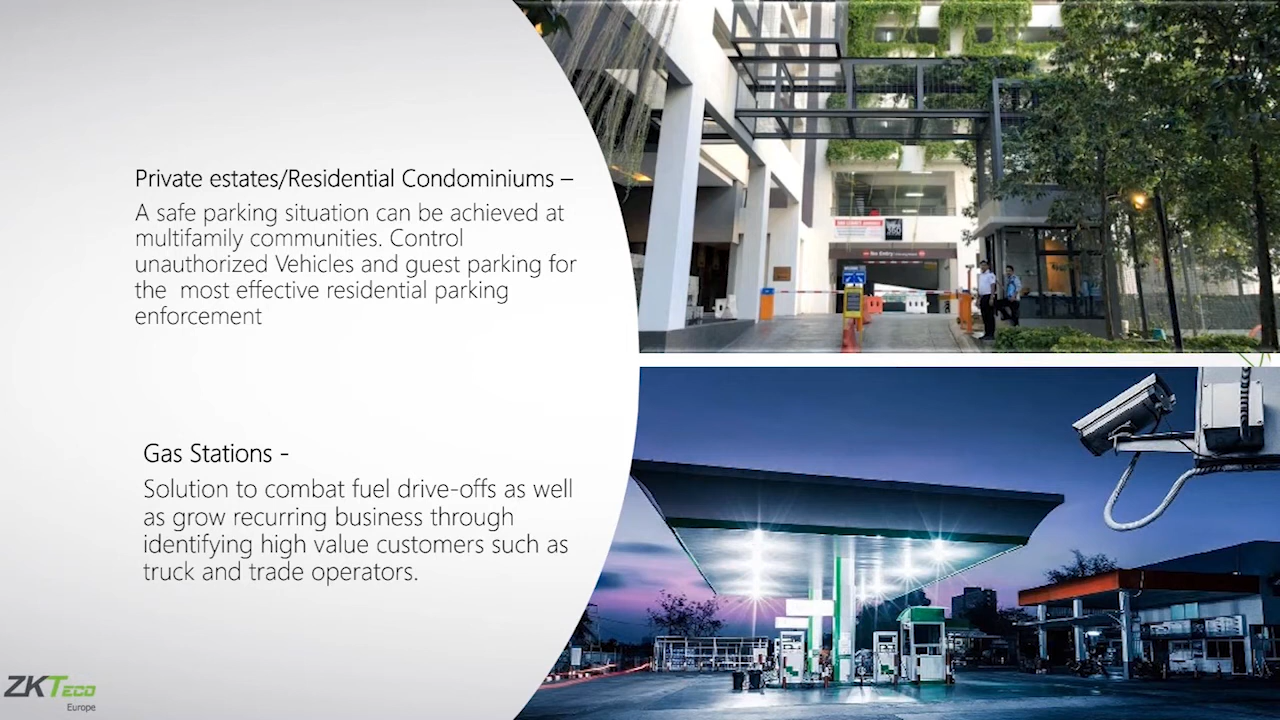 Private estates/Residential Condominiums –
A safe parking situation can be achieved at
multifamily communities. Control
unauthorized Vehicles and guest parking for
the  most effective residential parking
enforcement
No Entry
Gas Stations -
Solution to combat fuel drive-offs as well
as grow recurring business through
identifying high value customers such as
truck and trade operators.
ZKTeco
Europe